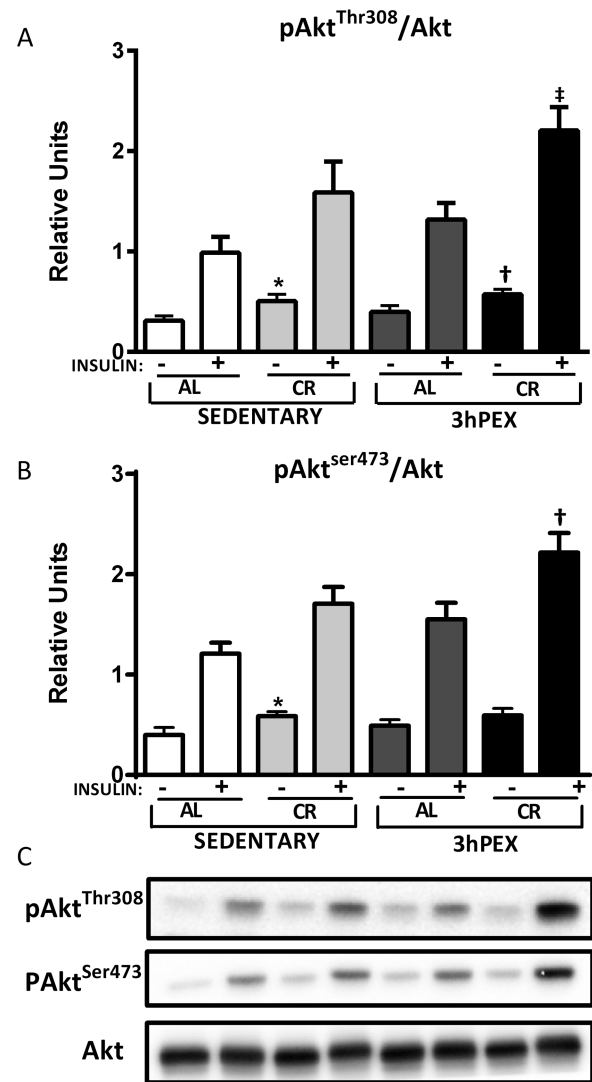 A
pAktThr308/Akt
3
2
1
0
Relative Units
*
†
‡
INSULIN: - + - + - + - +
AL CR AL CR
SEDENTARY 3hPEX
B
pAktser473/Akt
3
2
1
0
Relative Units
*
†
INSULIN: - + - + - + - +
AL CR AL CR
SEDENTARY 3hPEX
C
pAktThr308
PAktSer473
Akt